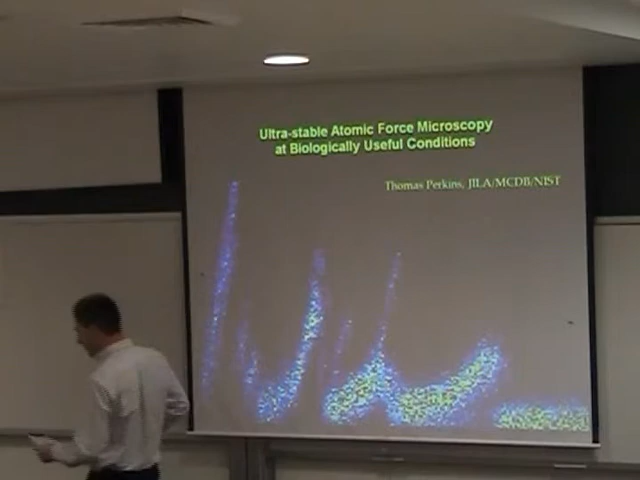 Ultra-stable Atomic Force Microscopy
at Biologically Useful Conditions
Thomas Perkins, JILA/MCDB/NIST